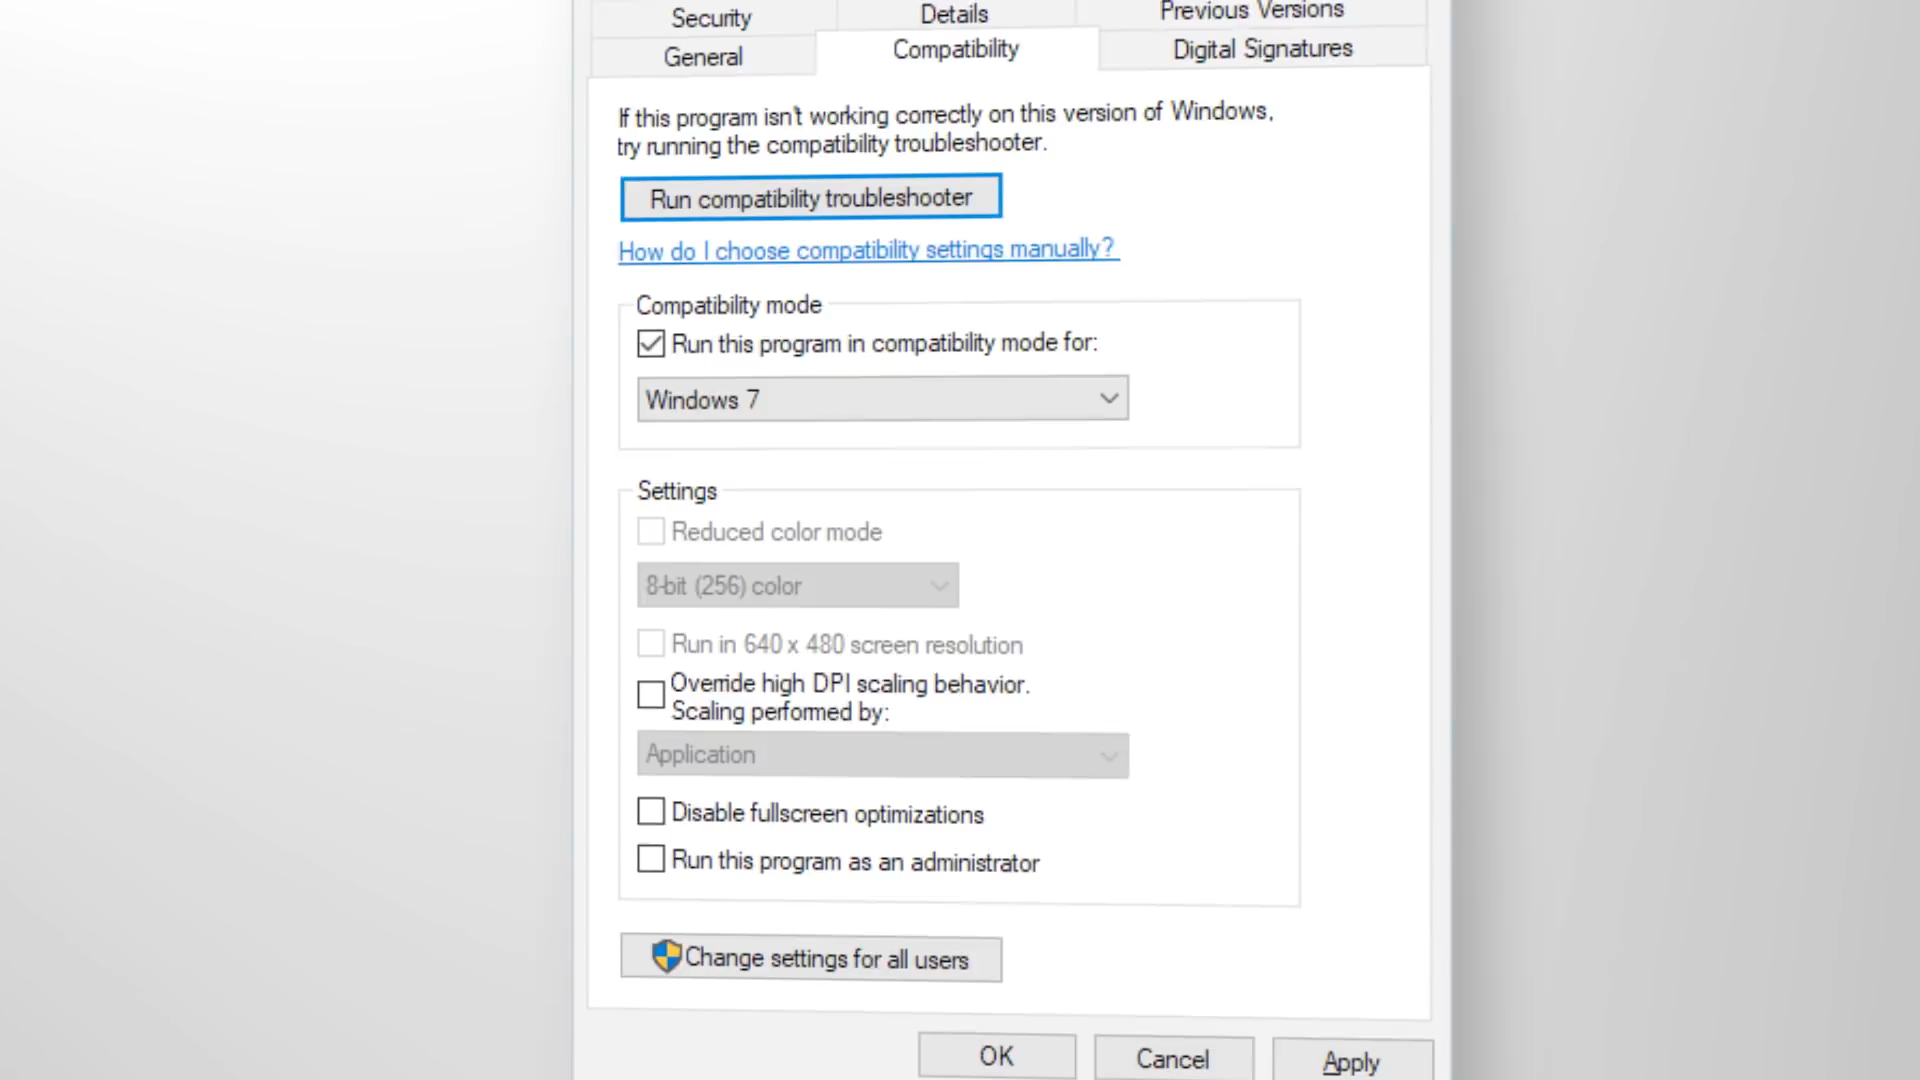 Security Details Previous Versions
General Compatibility Digital Signatures
If this program isn't working correctly on this version of Windows,
try running the compatibility troubleshooter.
Run compatibility troubleshooter
How do I choose compatibility settings manually?
Compatibility mode
Run this program in compatibility mode for:
Windows 7
Settings
Reduced color mode
8-bit (256) color
Run in 640 x 480 screen resolution
Override high DPI scaling behavior.
Scaling performed by:
Application
Disable fullscreen optimizations
Run this program as an administrator
Change settings for all users
OK Cancel Apply